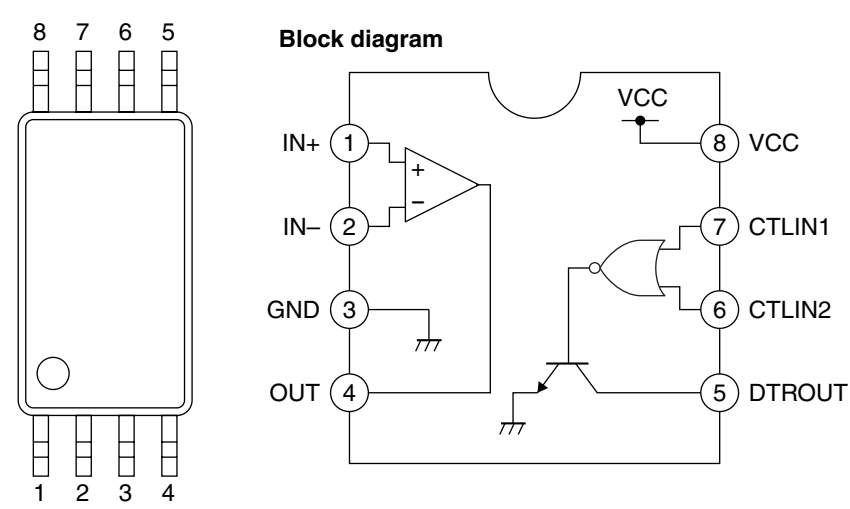 8 7 6 5
1 2 3 4
Block diagram
VCC
IN+ 1
+
8 VCC
IN– 2
–
7 CTLIN1
GND 3
6 CTLIN2
OUT 4
5 DTROUT